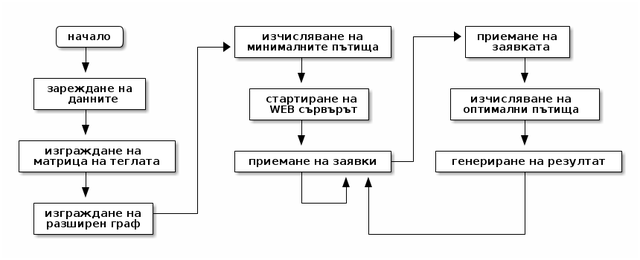 начало
зареждане на
данните
изграждане на
матрица на теглата
изграждане на
разширен граф
изчисляване на
минималните пътища
стартиране на
WEB сървърът
приемане на заявки
приемане на
заявката
изчисляване на
оптимални пътища
генериране на резултат